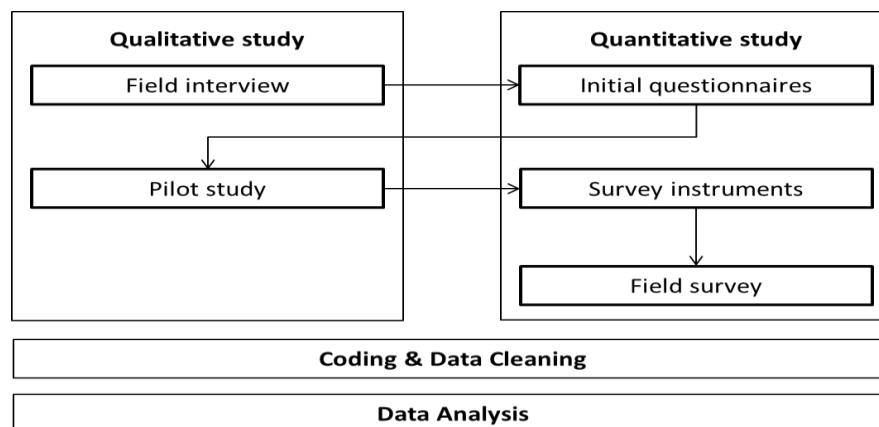 Qualitative study
Quantitative study
Field interview
Initial questionnaires
Pilot study
Survey instruments
Field survey
Coding & Data Cleaning
Data Analysis